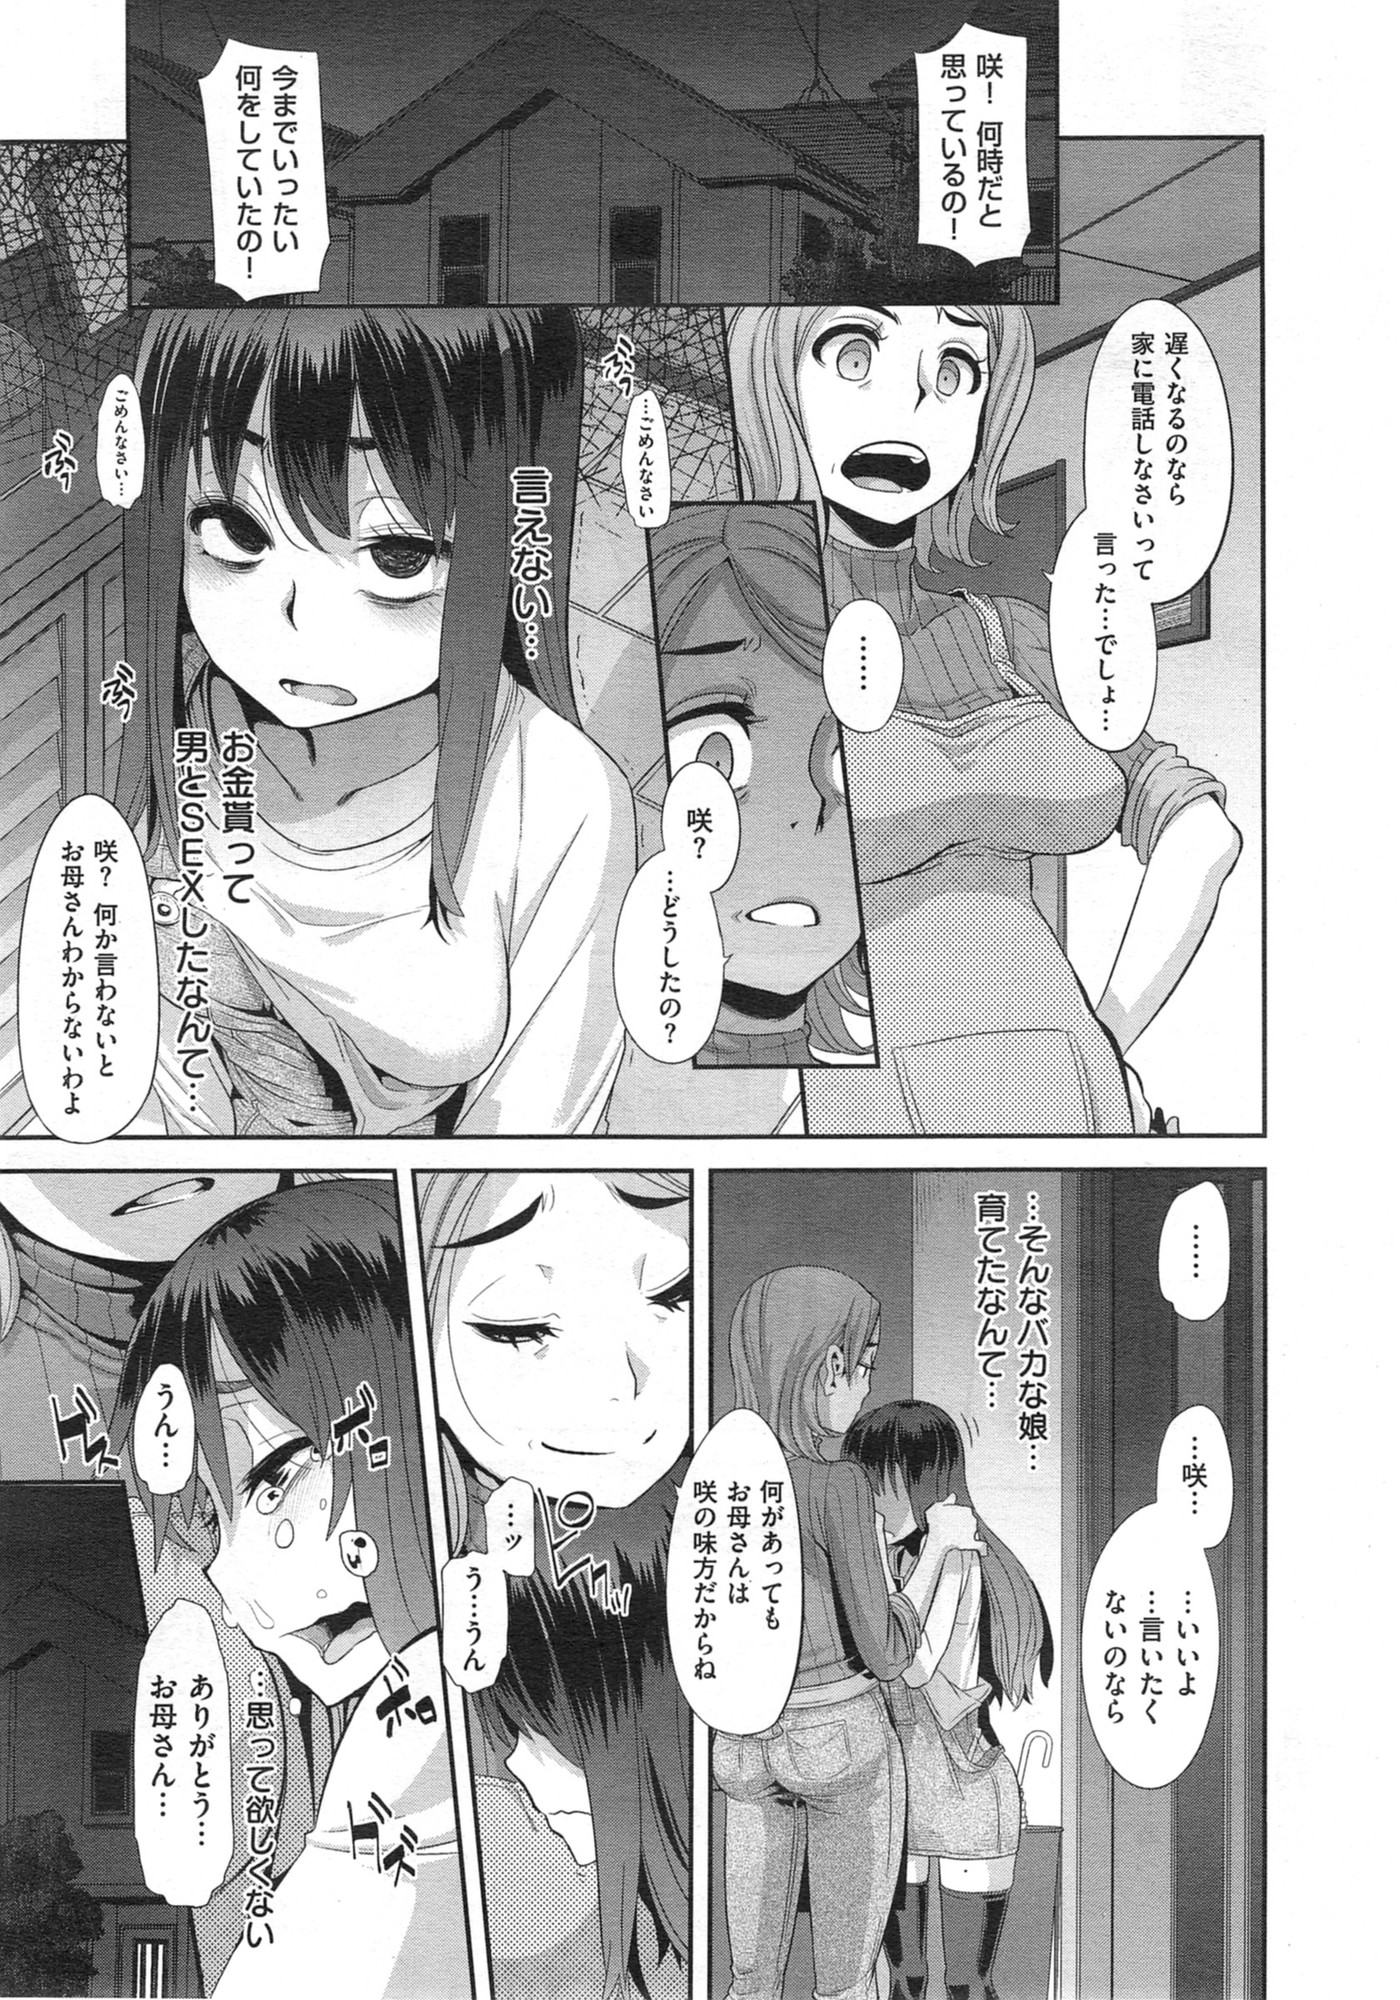 咲！何時だと
思っているの！
今までいったい
何をしていたの！
遅くなるのなら
家に電話しなさいって
言った…でしょ…
……
咲？
…どうしたの？
…ごめんなさい
ごめんなさい…
言えない…
お金貰って
男とSEXしたなんて…
咲？何か言わないと
お母さんわからないわよ
……
…咲…
…いいよ
…言いたく
ないのなら
…そんなバカな娘…
育てたなんて…
何があっても
お母さんは
咲の味方だからね
…ッ
う…うん
うん…
…思って欲しくない
ありがとう…
お母さん…